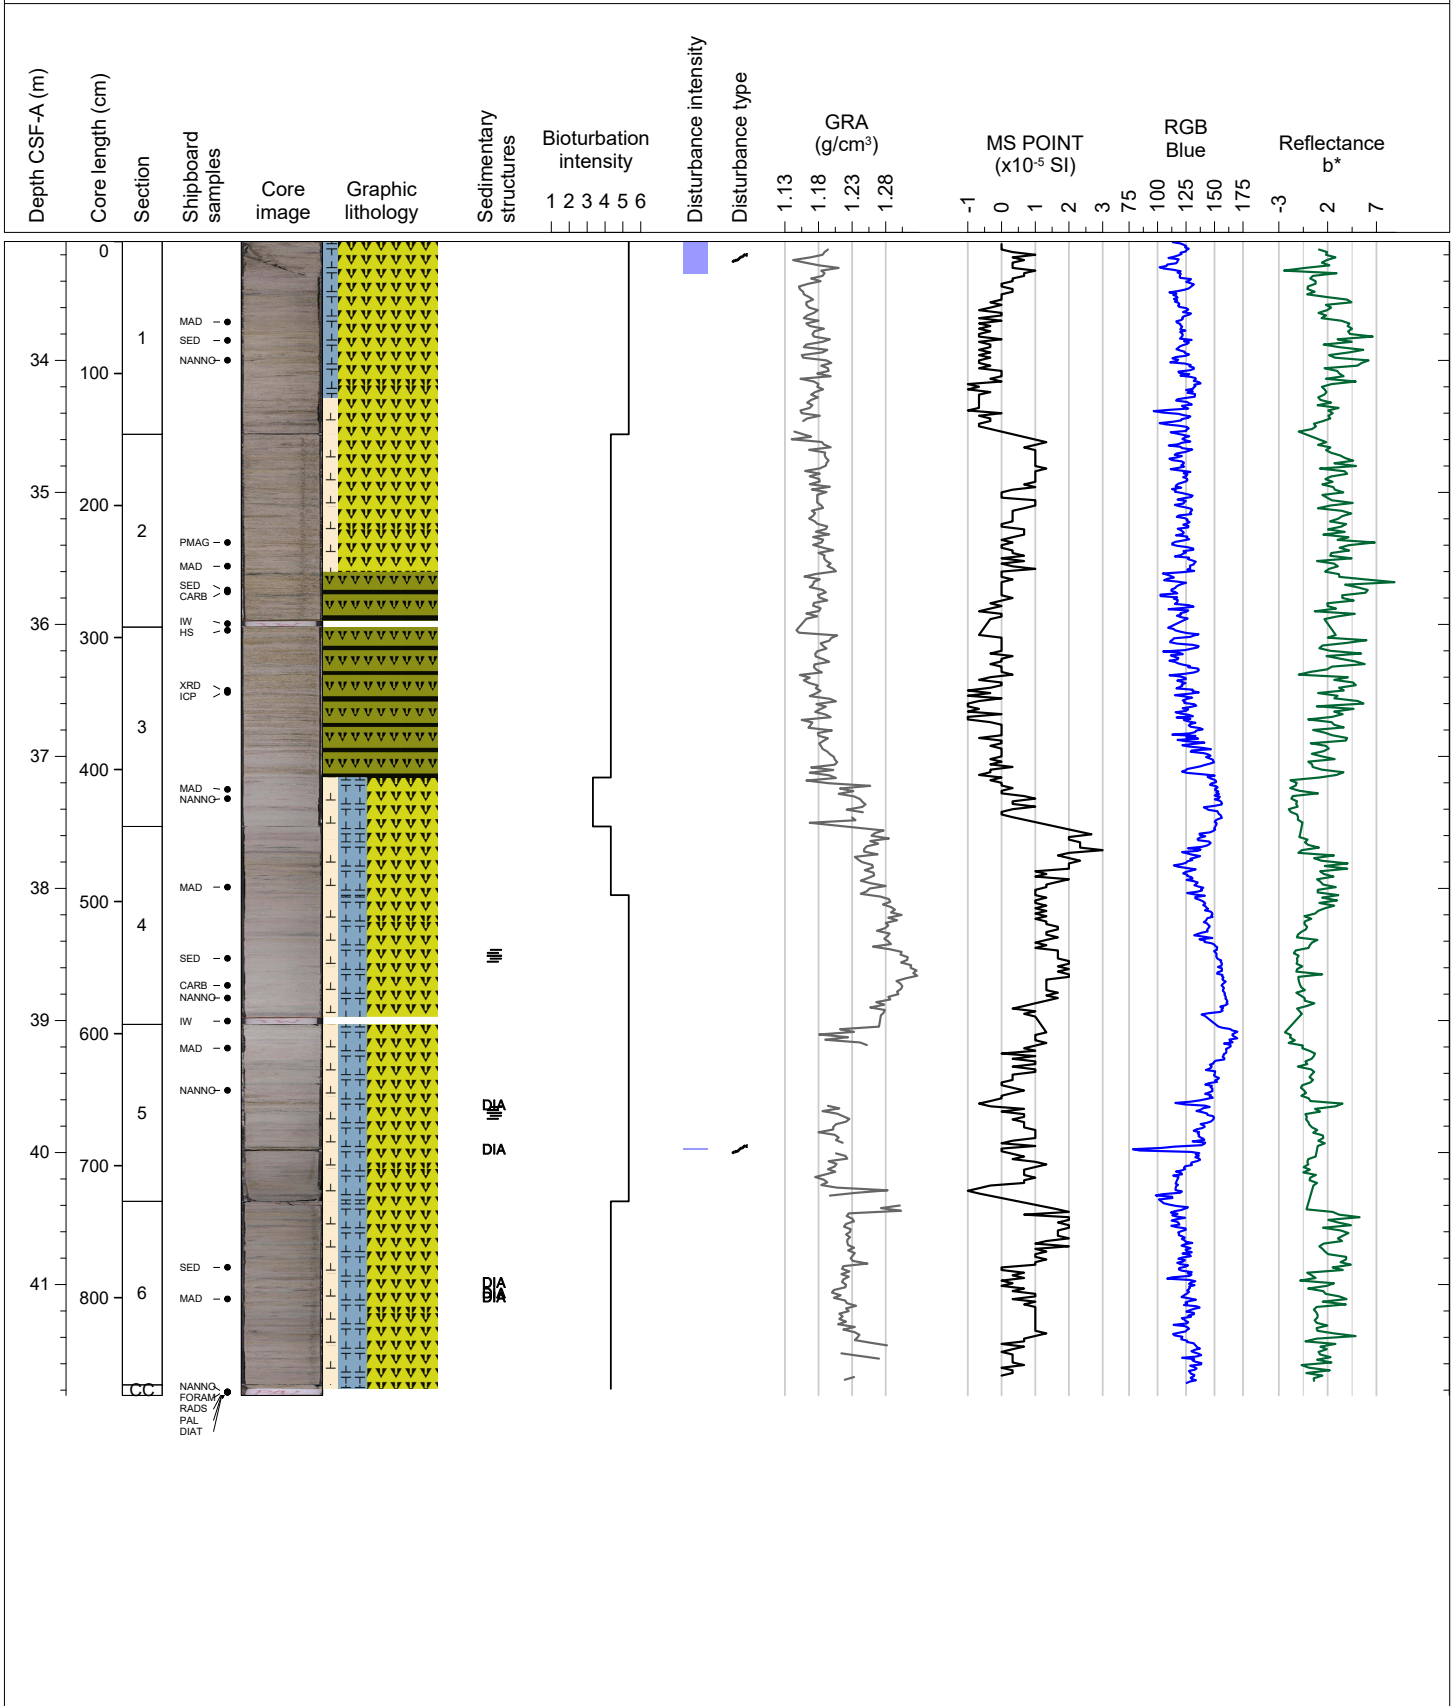 Depth CSF-A (m)
Core length (cm)
Section
Shipboard
samples
Core
image
Graphic
lithology
Sedimentary
structures
Bioturbation
intensity
1 2 3 4 5 6
Disturbance intensity
Disturbance type
GRA
(g/cm³)
1.13
1.18
1.23
1.28
MS POINT
(x10⁻⁵ SI)
-1
0
1
2
3
RGB
Blue
75
100
125
150
175
Reflectance
b*
-3
2
7
34
35
36
37
38
39
40
41
0
100
200
300
400
500
600
700
800
1
2
3
4
5
6
CC
MAD
SED
NANNO
PMAG
MAD
SED
CARB
IW
HS
XRD
ICP
MAD
NANNO
MAD
SED
CARB
NANNO
IW
MAD
NANNO
SED
MAD
NANNO
FORAM
RADS
PAL
DIAT
DIA
DIA
DIA
DIA
DIA